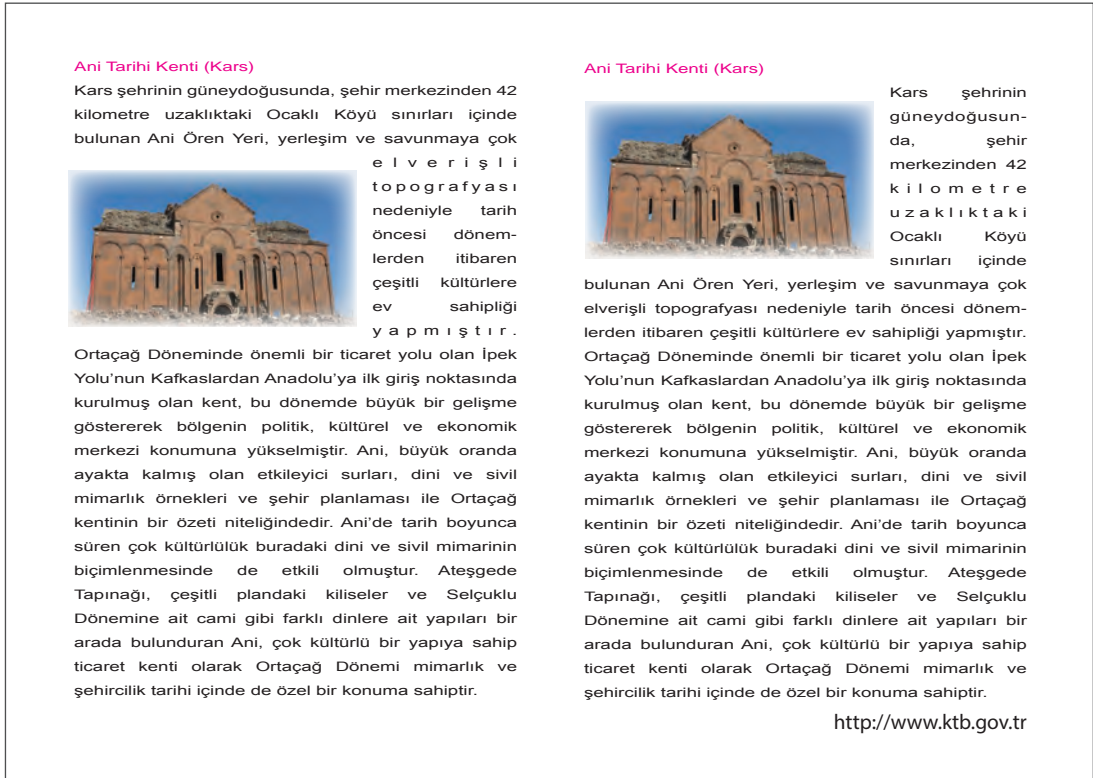 Ani Tarihi Kenti (Kars)
Kars şehrinin güneydoğusunda, şehir merkezinden 42
kilometre uzaklıktaki Ocaklı Köyü sınırları içinde
bulunan Ani Ören Yeri, yerleşim ve savunmaya çok
elverişli
topografyası
nedeniyle tarih
öncesi dönem-
lerden itibaren
çeşitli kültürlere
ev sahipliği
yapmıştır.
Ortaçağ Döneminde önemli bir ticaret yolu olan İpek
Yolu’nun Kafkaslardan Anadolu’ya ilk giriş noktasında
kurulmuş olan kent, bu dönemde büyük bir gelişme
göstererek bölgenin politik, kültürel ve ekonomik
merkezi konumuna yükselmiştir. Ani, büyük oranda
ayakta kalmış olan etkileyici surları, dini ve sivil
mimarlık örnekleri ve şehir planlaması ile Ortaçağ
kentinin bir özeti niteliğindedir. Ani’de tarih boyunca
süren çok kültürlülük buradaki dini ve sivil mimarinin
biçimlenmesinde de etkili olmuştur. Ateşgede
Tapınağı, çeşitli plandaki kiliseler ve Selçuklu
Dönemine ait cami gibi farklı dinlere ait yapıları bir
arada bulunduran Ani, çok kültürlü bir yapıya sahip
ticaret kenti olarak Ortaçağ Dönemi mimarlık ve
şehircilik tarihi içinde de özel bir konuma sahiptir.
Ani Tarihi Kenti (Kars)
Kars şehrinin
güneydoğusun-
da, şehir
merkezinden 42
kilometre
uzaklıktaki
Ocaklı Köyü
sınırları içinde
bulunan Ani Ören Yeri, yerleşim ve savunmaya çok
elverişli topografyası nedeniyle tarih öncesi dönem-
lerden itibaren çeşitli kültürlere ev sahipliği yapmıştır.
Ortaçağ Döneminde önemli bir ticaret yolu olan İpek
Yolu’nun Kafkaslardan Anadolu’ya ilk giriş noktasında
kurulmuş olan kent, bu dönemde büyük bir gelişme
göstererek bölgenin politik, kültürel ve ekonomik
merkezi konumuna yükselmiştir. Ani, büyük oranda
ayakta kalmış olan etkileyici surları, dini ve sivil
mimarlık örnekleri ve şehir planlaması ile Ortaçağ
kentinin bir özeti niteliğindedir. Ani’de tarih boyunca
süren çok kültürlülük buradaki dini ve sivil mimarinin
biçimlenmesinde de etkili olmuştur. Ateşgede
Tapınağı, çeşitli plandaki kiliseler ve Selçuklu
Dönemine ait cami gibi farklı dinlere ait yapıları bir
arada bulunduran Ani, çok kültürlü bir yapıya sahip
ticaret kenti olarak Ortaçağ Dönemi mimarlık ve
şehircilik tarihi içinde de özel bir konuma sahiptir.
http://www.ktb.gov.tr